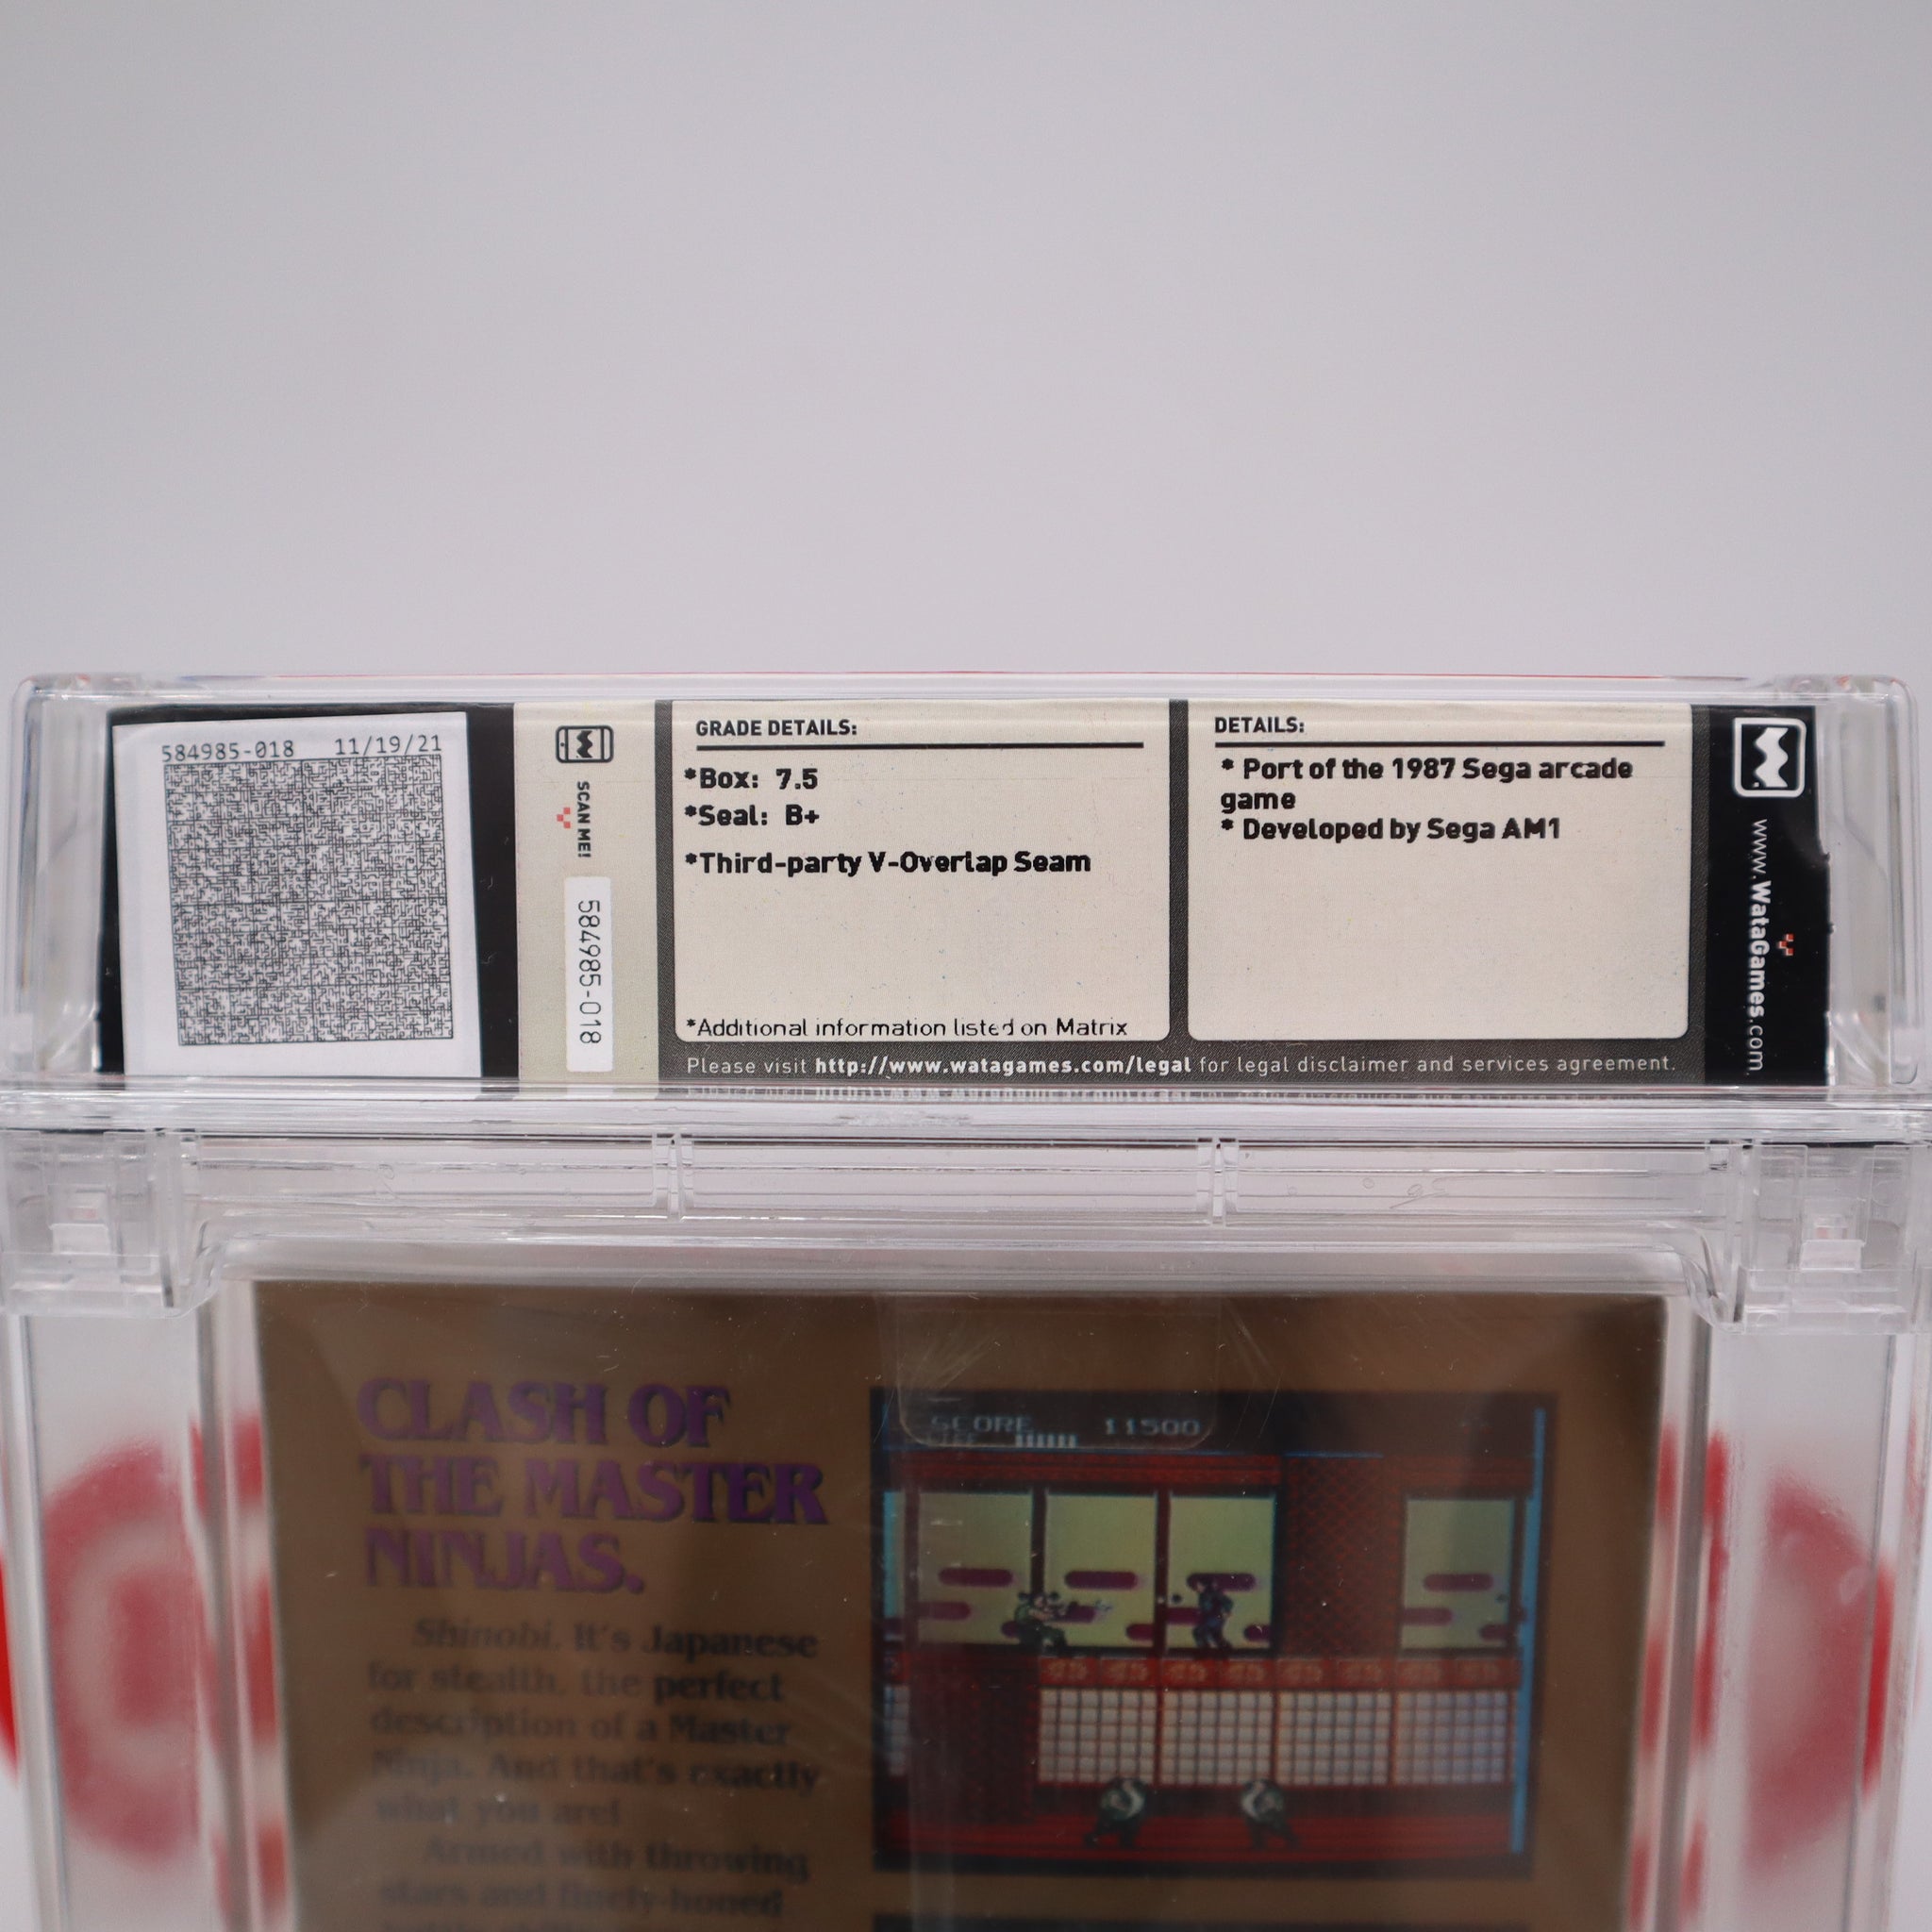 584985-018 11/19/21
SCAN ME!
584985-018
GRADE DETAILS:
*Box: 7.5
*Seal: B+
*Third-party V-Overlap Seam
*Additional information listed on Matrix
DETAILS:
* Port of the 1987 Sega arcade
game
* Developed by Sega AM1
Please visit http://www.watagames.com/legal for legal disclaimer and services agreement.
www.WataGames.com
CLASH OF
THE MASTER
NINJAS.
Shinobi. It's Japanese
for stealth, the perfect
description of a Master
Ninja. And that's exactly
what you are!
Armed with throwing
stars and finely-honed
SCORE 11500
LIFE